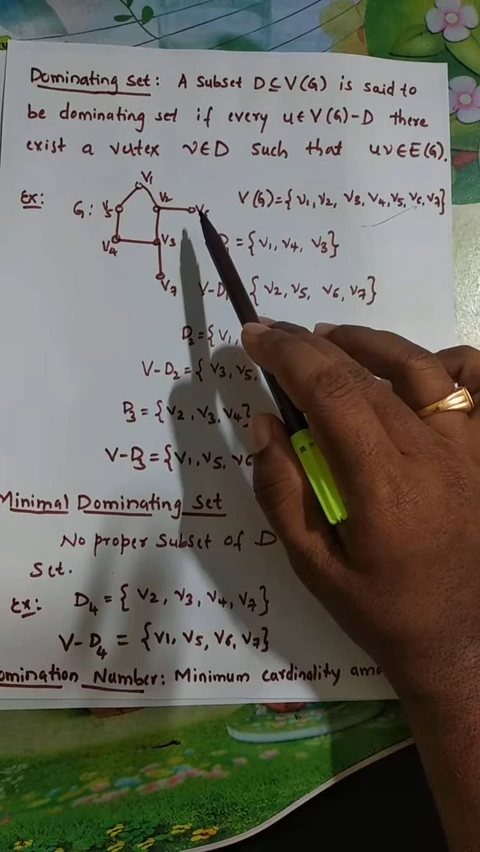 Dominating set: A subset D⊆V(G) is said to
be dominating set if every u∈V(G)-D there
exist a vertex v∈D such that uv∈E(G).
Ex: G: V1 V2 V5 V4 V3 V7
V(G)={V1, V2, V3, V4, V5, V6, V7}
= {V1, V4, V3}
V-D1 {V2, V5, V6, V7}
D2={V1,
V-D2={V3, V5,
D3={V2, V3, V4}
V-D3={V1, V5, V6
Minimal Dominating Set
No proper subset of D
Set.
Ex: D4={V2, V3, V4, V7}
V-D4 = {V1, V5, V6, V7}
omination Number: Minimum cardinality am